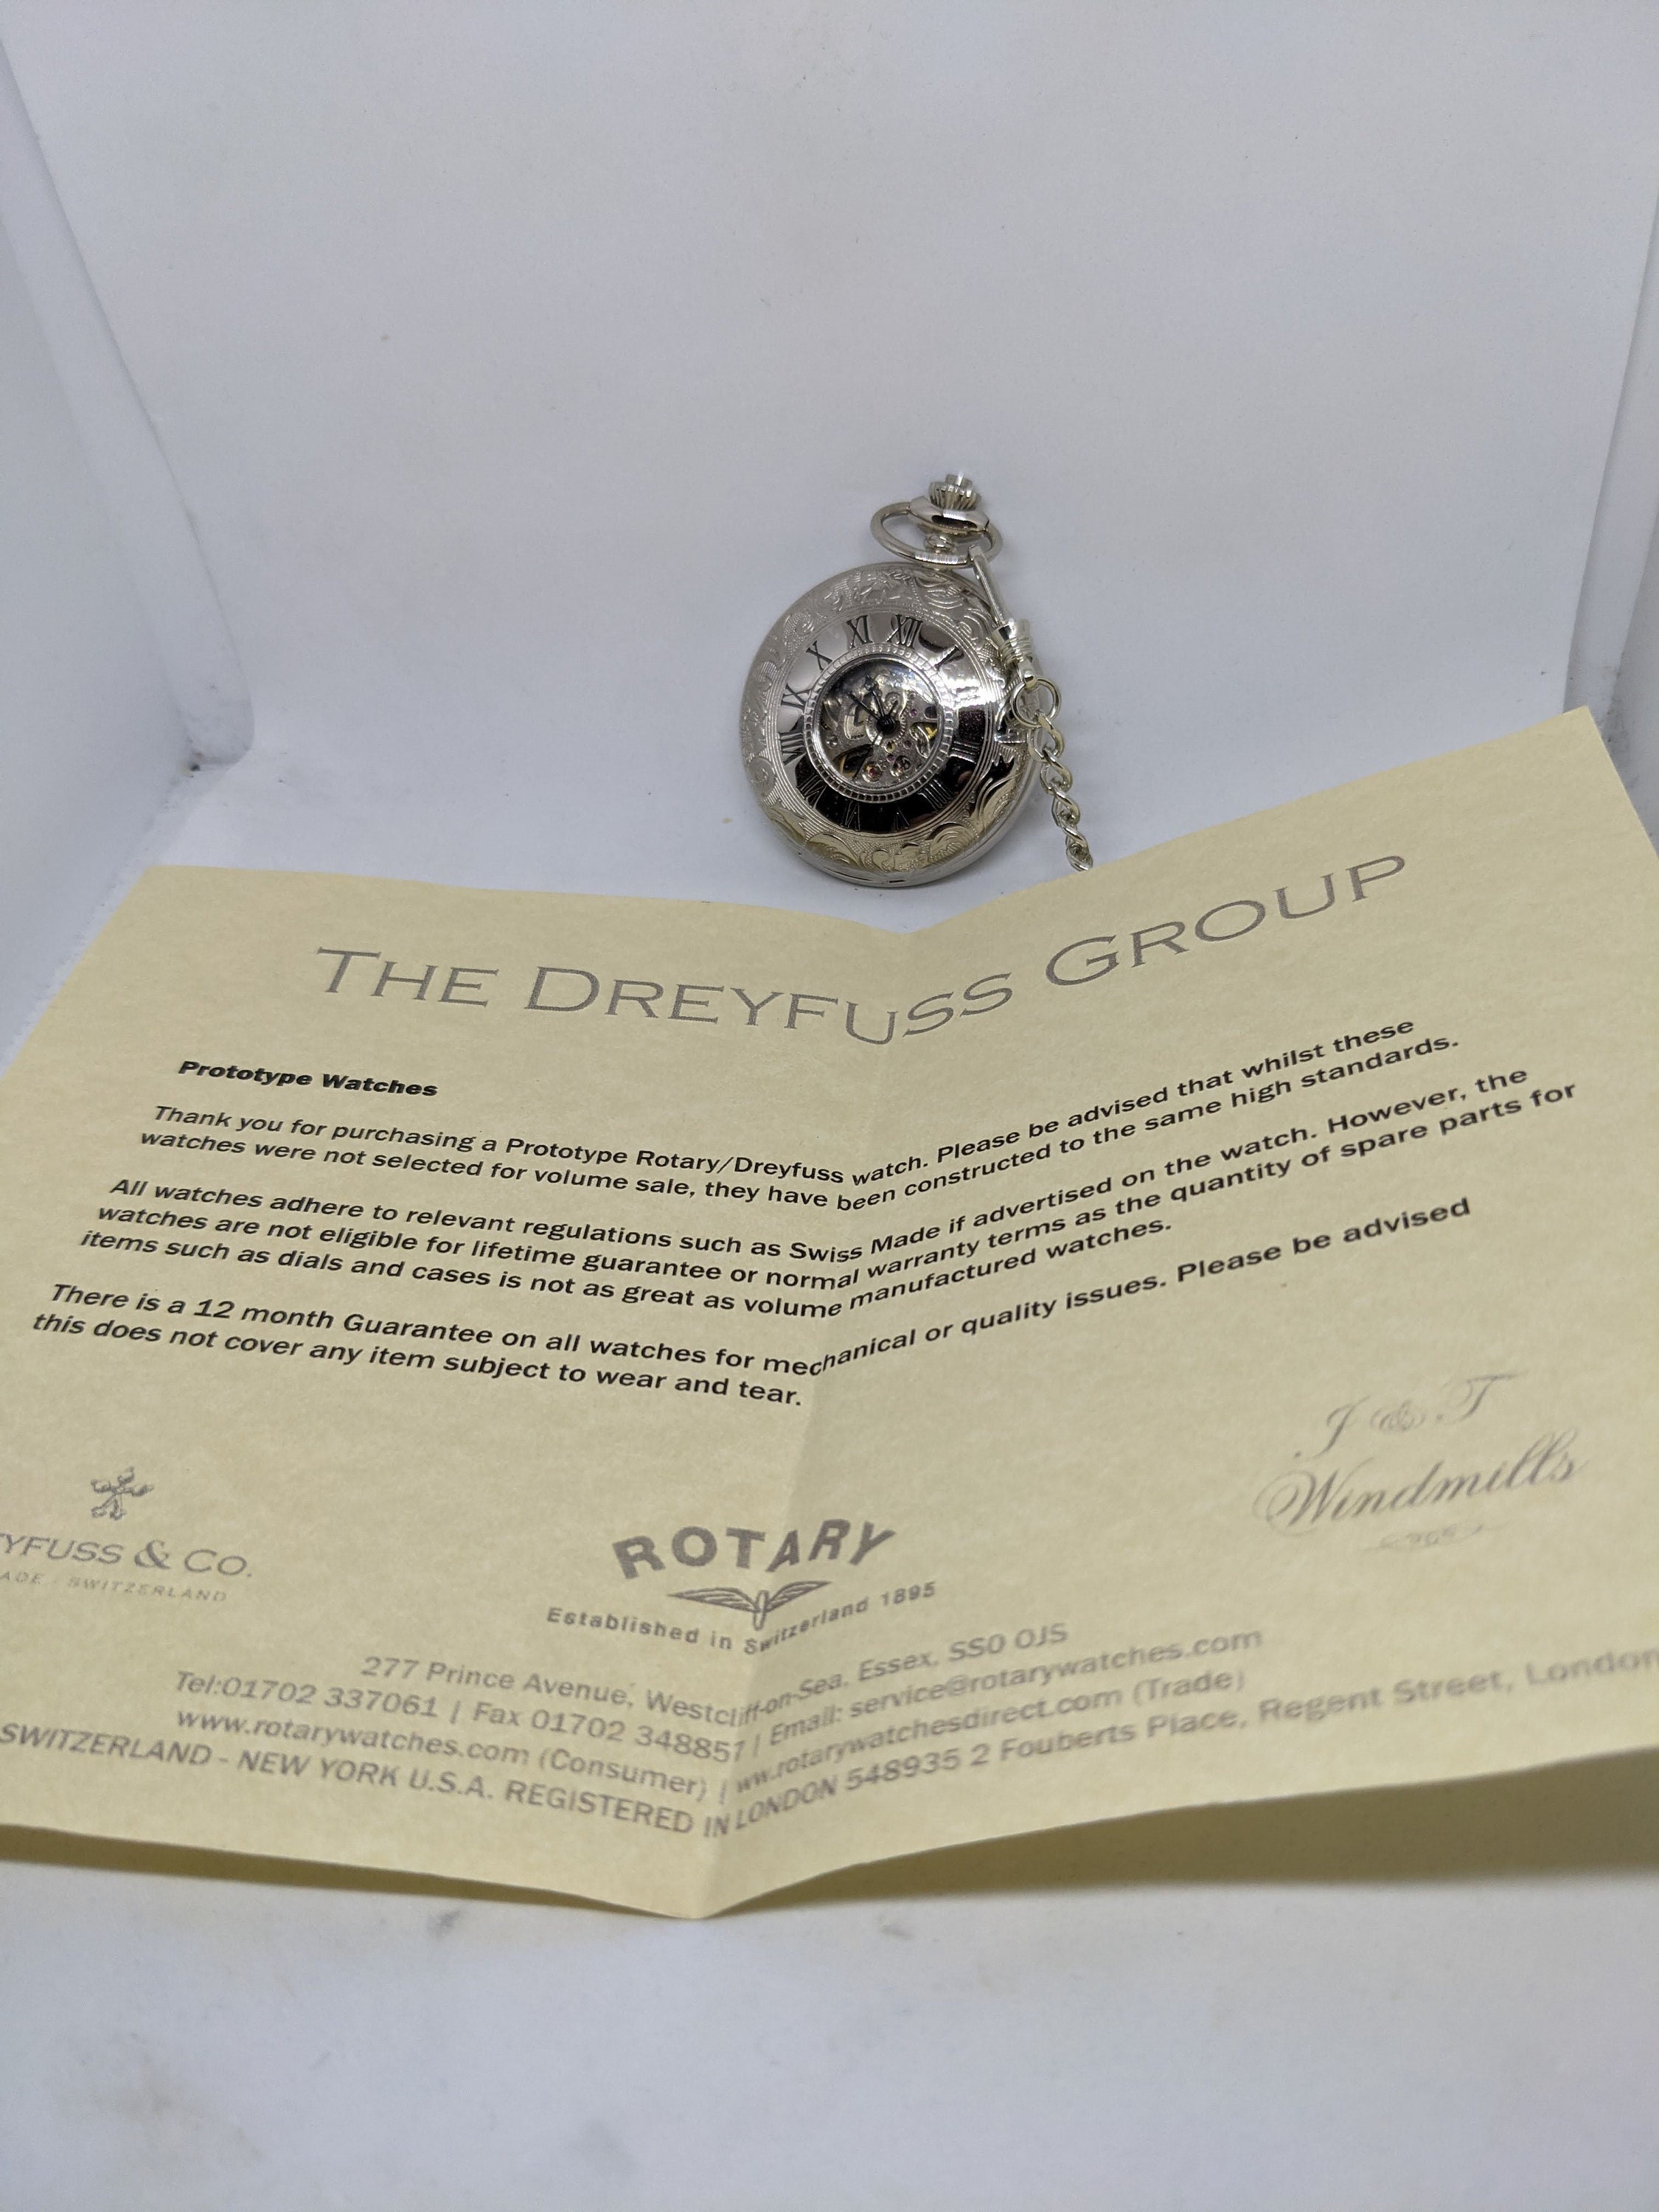 XII
I
XI
X
IX
VIII
THE DREYFUSS GROUP
Prototype Watches
Thank you for purchasing a Prototype Rotary/Dreyfuss watch. Please be advised that whilst these
watches were not selected for volume sale, they have been constructed to the same high standards.
All watches adhere to relevant regulations such as Swiss Made if advertised on the watch. However, the
watches are not eligible for lifetime guarantee or normal warranty terms as the quantity of spare parts for
items such as dials and cases is not as great as volume manufactured watches.
There is a 12 month Guarantee on all watches for mechanical or quality issues. Please be advised
this does not cover any item subject to wear and tear.
YFUSS & CO.
ADE - SWITZERLAND
ROTARY
Established in Switzerland 1895
J & T
Windmills
277 Prince Avenue, Westcliff-on-Sea, Essex, SS0 0JS
Tel:01702 337061 | Fax 01702 348857 | Email: service@rotarywatches.com
www.rotarywatches.com (Consumer) | ww.rotarywatchesdirect.com (Trade)
SWITZERLAND - NEW YORK U.S.A. REGISTERED IN LONDON 548935 2 Fouberts Place, Regent Street, London